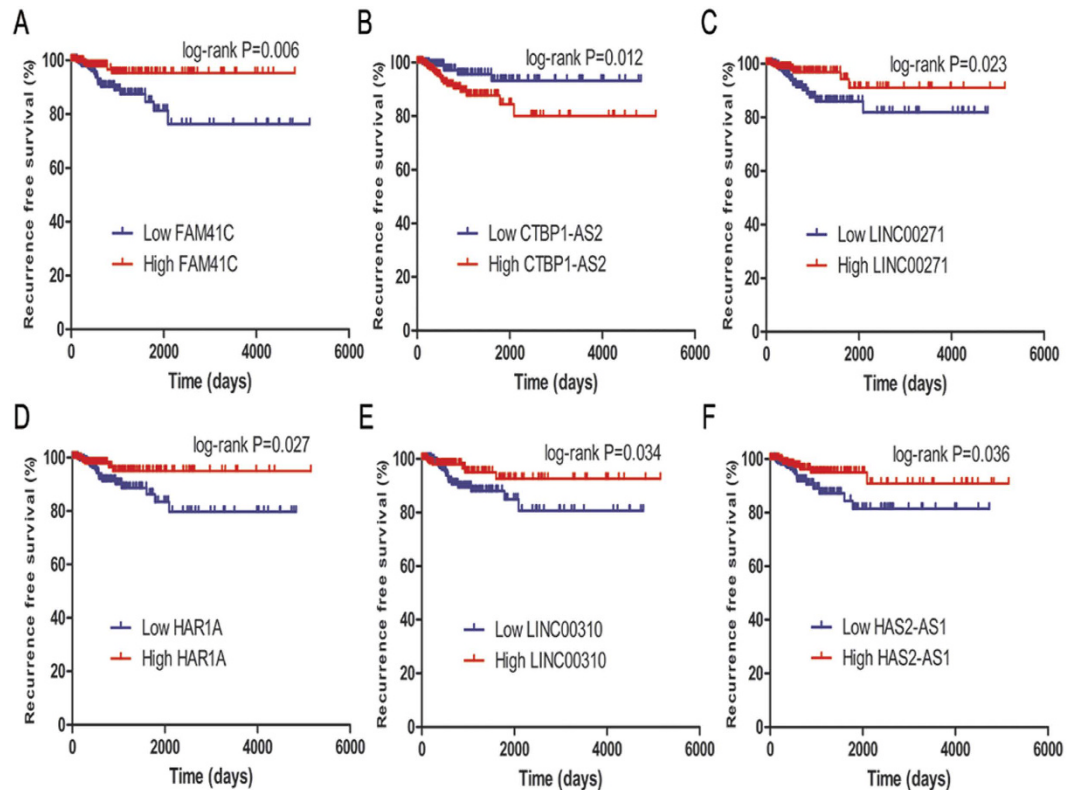 A
log-rank P=0.006
Recurrence free survival (%)
100
80
60
40
20
0
Low FAM41C
High FAM41C
0 2000 4000 6000
Time (days)
B
log-rank P=0.012
Recurrence free survival (%)
100
80
60
40
20
0
Low CTBP1-AS2
High CTBP1-AS2
0 2000 4000 6000
Time (days)
C
log-rank P=0.023
Recurrence free survival (%)
100
80
60
40
20
0
Low LINC00271
High LINC00271
0 2000 4000 6000
Time (days)
D
log-rank P=0.027
Recurrence free survival (%)
100
80
60
40
20
0
Low HAR1A
High HAR1A
0 2000 4000 6000
Time (days)
E
log-rank P=0.034
Recurrence free survival (%)
100
80
60
40
20
0
Low LINC00310
High LINC00310
0 2000 4000 6000
Time (days)
F
log-rank P=0.036
Recurrence free survival (%)
100
80
60
40
20
0
Low HAS2-AS1
High HAS2-AS1
0 2000 4000 6000
Time (days)